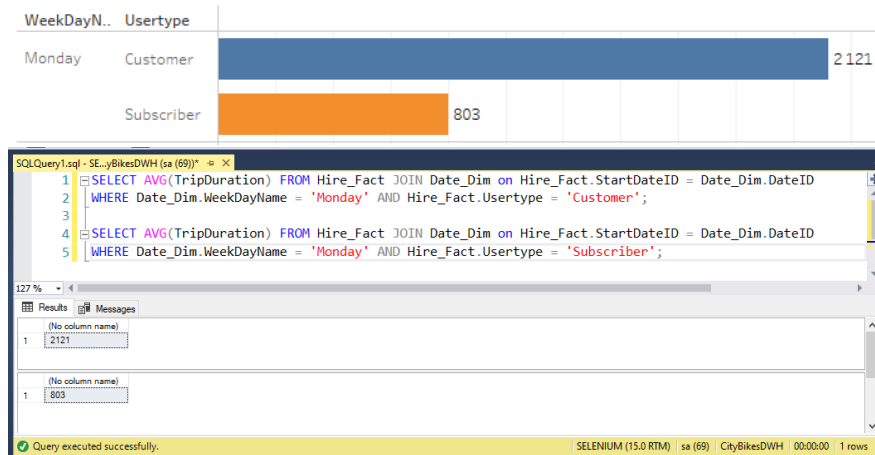 WeekDayN.. Usertype
Monday Customer 2 121
Subscriber 803
SQLQuery1.sql - SE...yBikesDWH (sa (69))*
1 SELECT AVG(TripDuration) FROM Hire_Fact JOIN Date_Dim on Hire_Fact.StartDateID = Date_Dim.DateID
2 WHERE Date_Dim.WeekDayName = 'Monday' AND Hire_Fact.Usertype = 'Customer';
3
4 SELECT AVG(TripDuration) FROM Hire_Fact JOIN Date_Dim on Hire_Fact.StartDateID = Date_Dim.DateID
5 WHERE Date_Dim.WeekDayName = 'Monday' AND Hire_Fact.Usertype = 'Subscriber';
127 %
Results Messages
(No column name)
1 2121
(No column name)
1 803
Query executed successfully. SELENIUM (15.0 RTM) sa (69) CityBikesDWH 00:00:00 1 rows